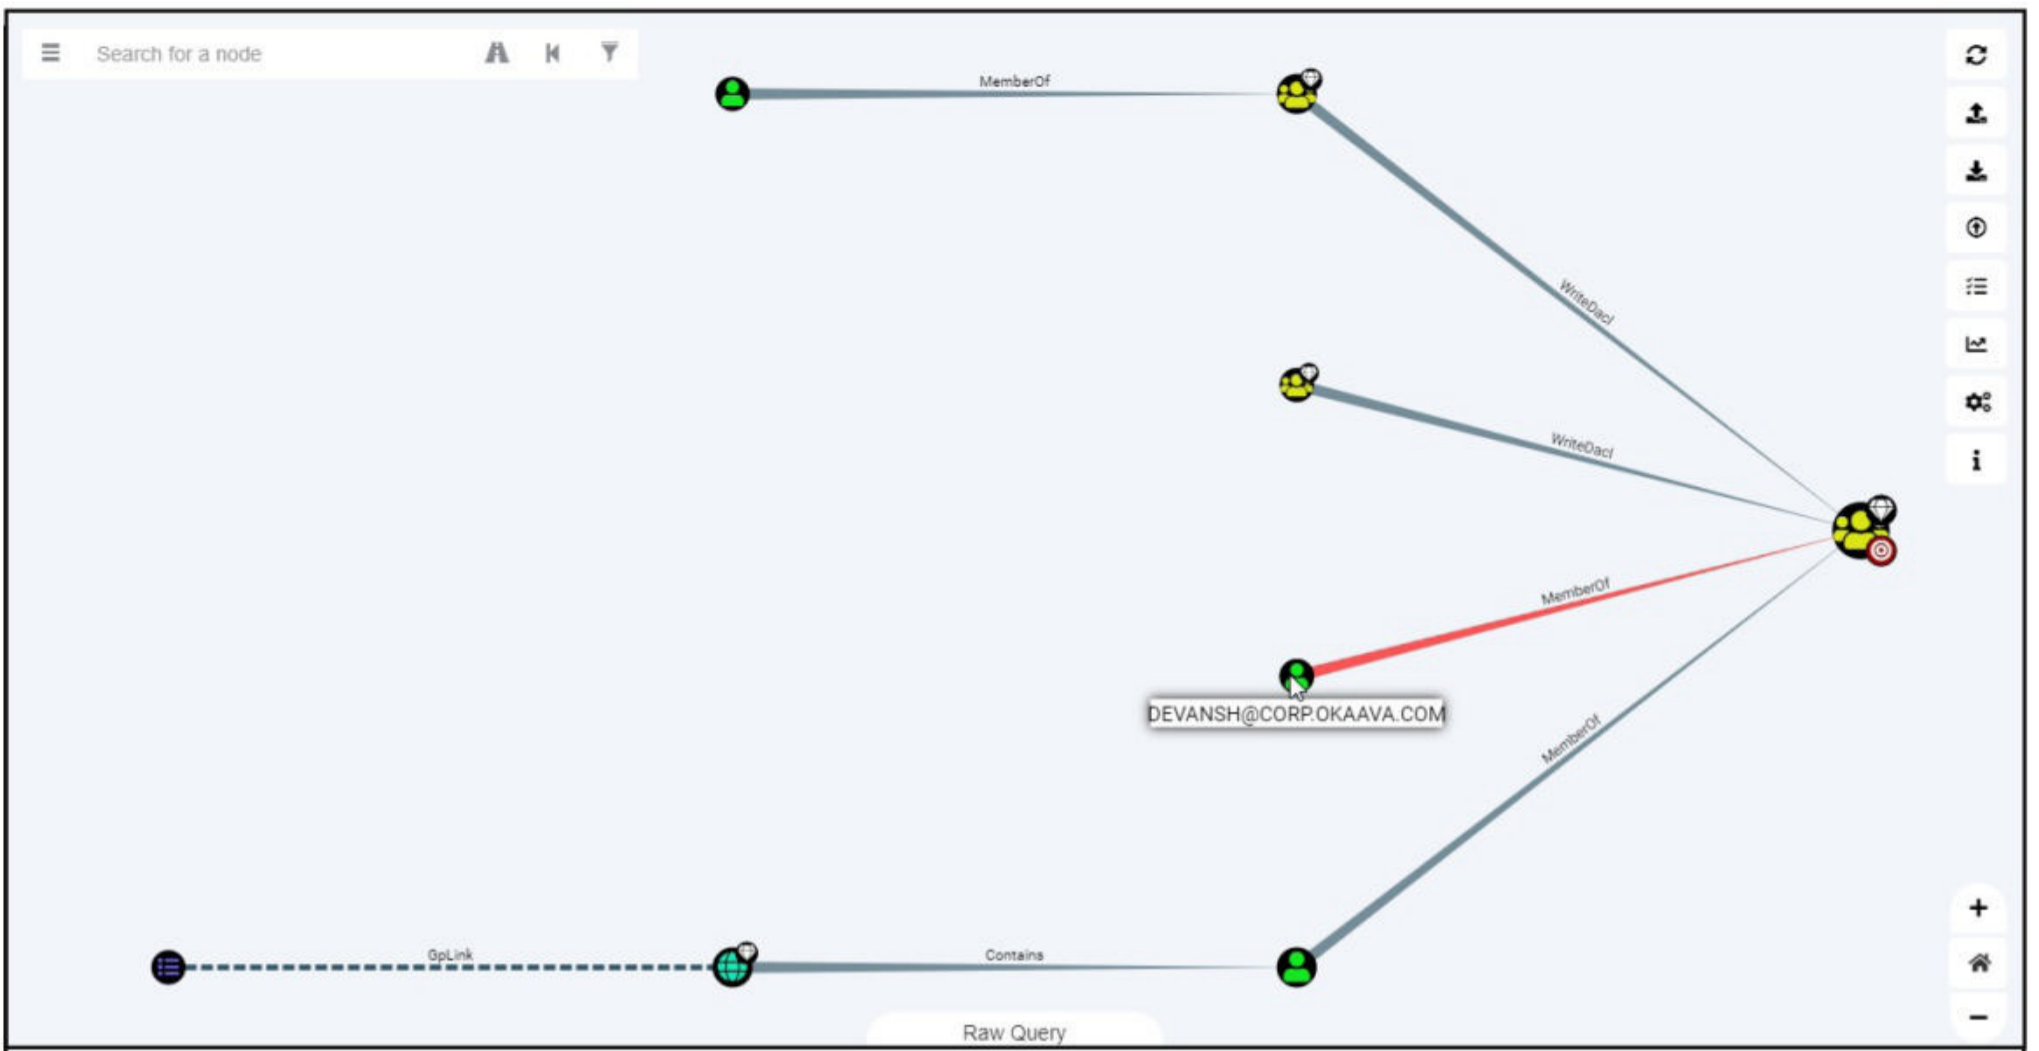 Search for a node
MemberOf
WriteDacl
WriteDacl
MemberOf
DEVANSH@CORP.OKAAVA.COM
MemberOf
GpLink
Contains
Raw Query